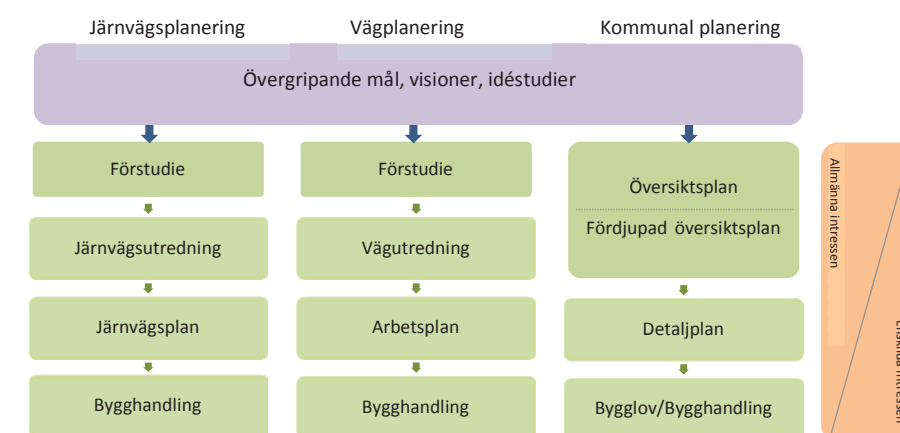 Järnvägsplanering Vägplanering Kommunal planering
Övergripande mål, visioner, idéstudier
Förstudie
Järnvägsutredning
Järnvägsplan
Bygghandling
Förstudie
Vägutredning
Arbetsplan
Bygghandling
Översiktsplan
Fördjupad översiktsplan
Detaljplan
Bygglov/Bygghandling
Allmänna intressen